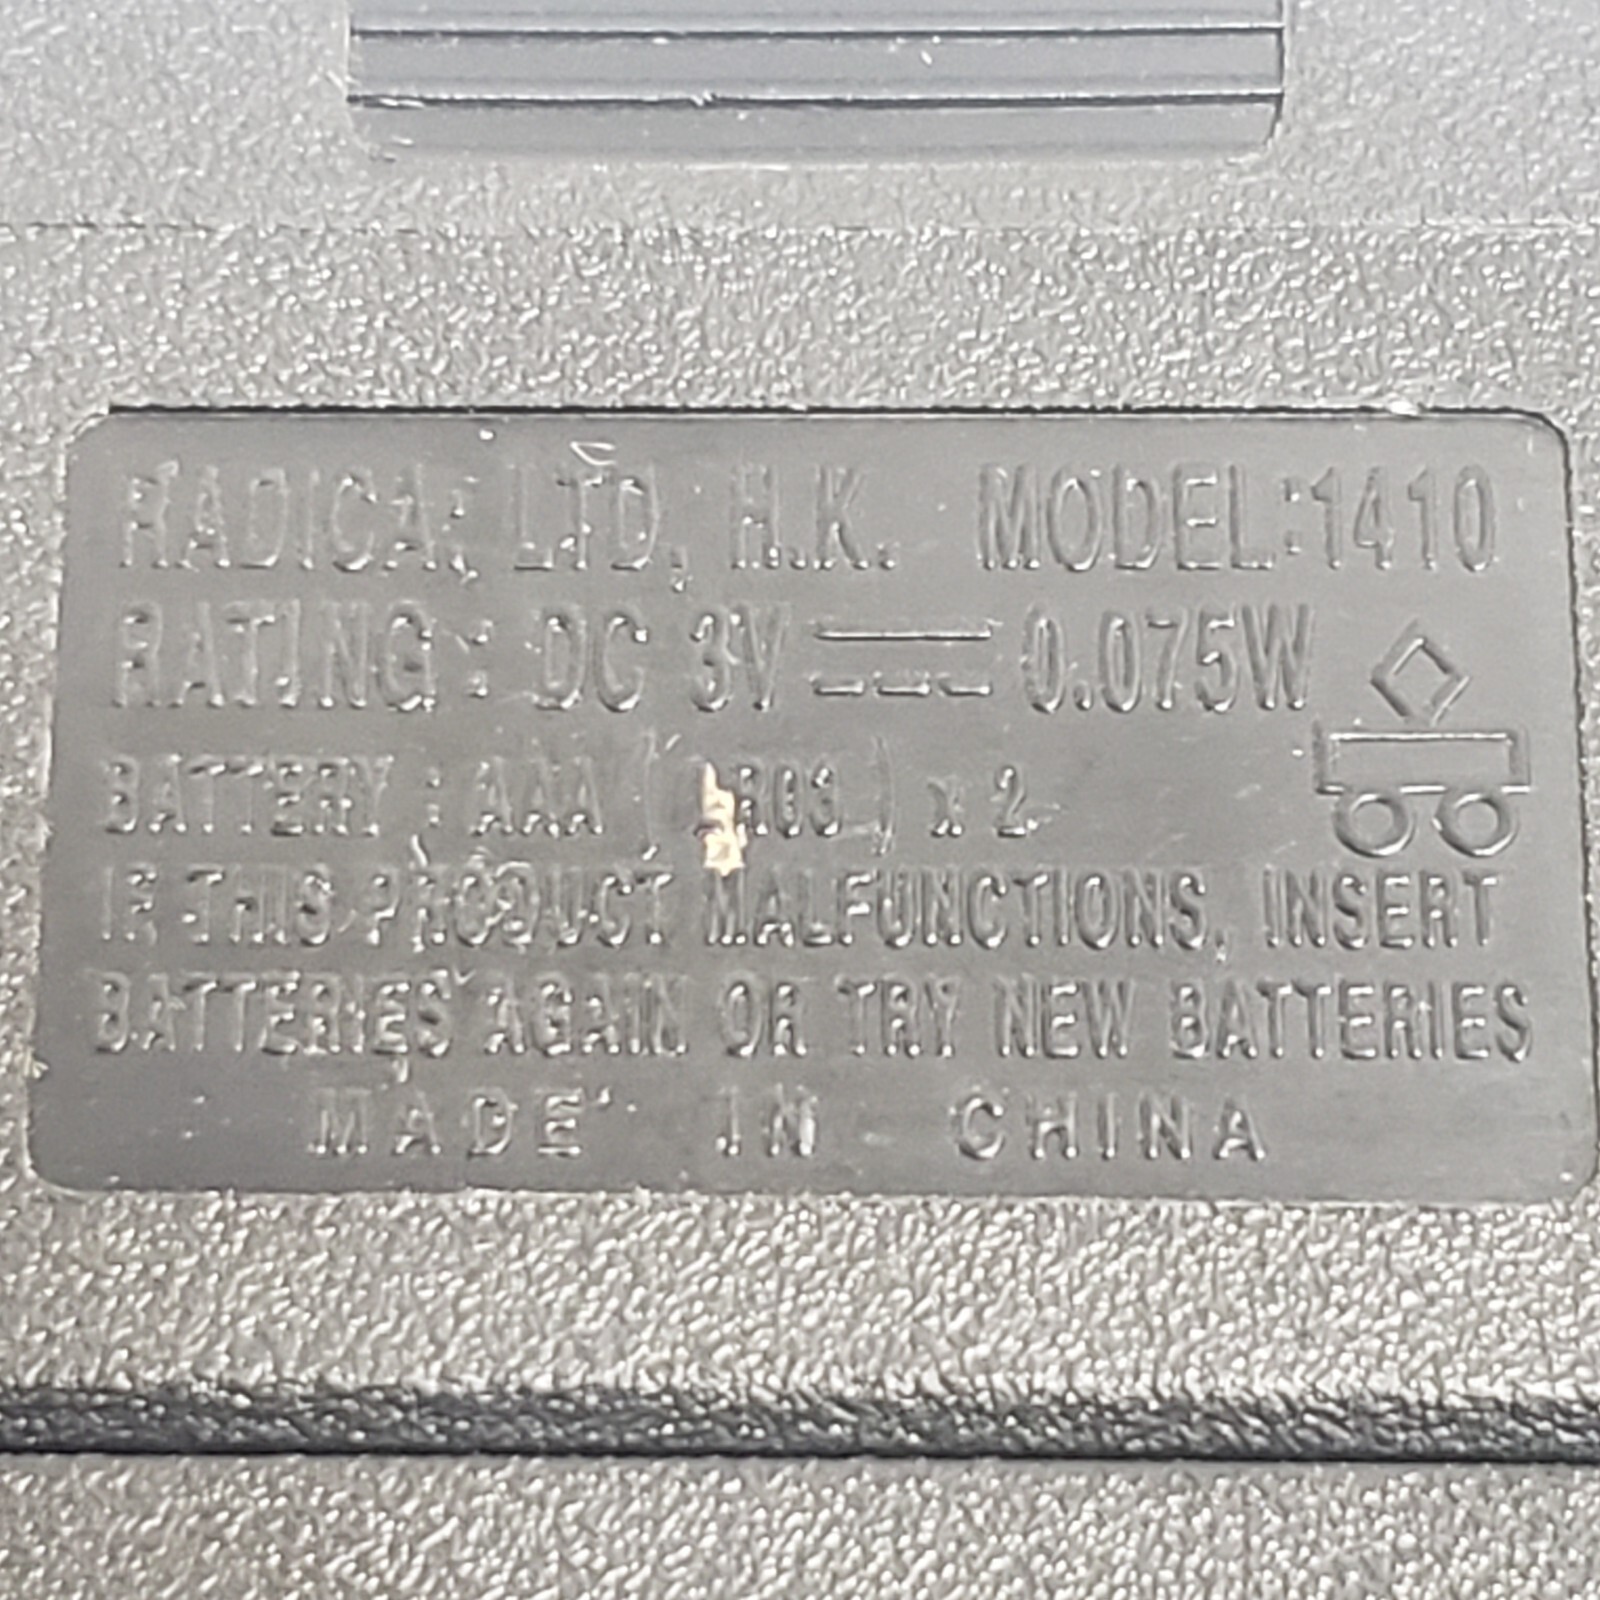 RADICA: LTD, H.K. MODEL:1410
RATING: DC 3V 0.075W
BATTERY : AAA ( LR03 ) x 2
IF THIS PRODUCT MALFUNCTIONS, INSERT
BATTERIES AGAIN OR TRY NEW BATTERIES
MADE IN CHINA